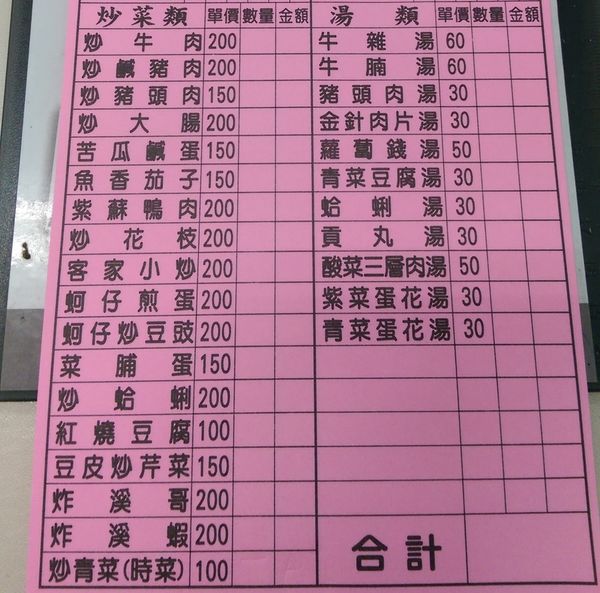 炒菜類 單價 數量 金額
炒牛肉 200
炒鹹豬肉 200
炒豬頭肉 150
炒大腸 200
苦瓜鹹蛋 150
魚香茄子 150
紫蘇鴨肉 200
炒花枝 200
客家小炒 200
蚵仔煎蛋 200
蚵仔炒豆豉 200
菜脯蛋 150
炒蛤蜊 200
紅燒豆腐 100
豆皮炒芹菜 150
炸溪哥 200
炸溪蝦 200
炒青菜(時菜) 100
湯類 單價 數量 金額
牛雜湯 60
牛腩湯 60
豬頭肉湯 30
金針肉片湯 30
蘿蔔錢湯 50
青菜豆腐湯 30
蛤蜊湯 30
貢丸湯 30
酸菜三層肉湯 50
紫菜蛋花湯 30
青菜蛋花湯 30
合計